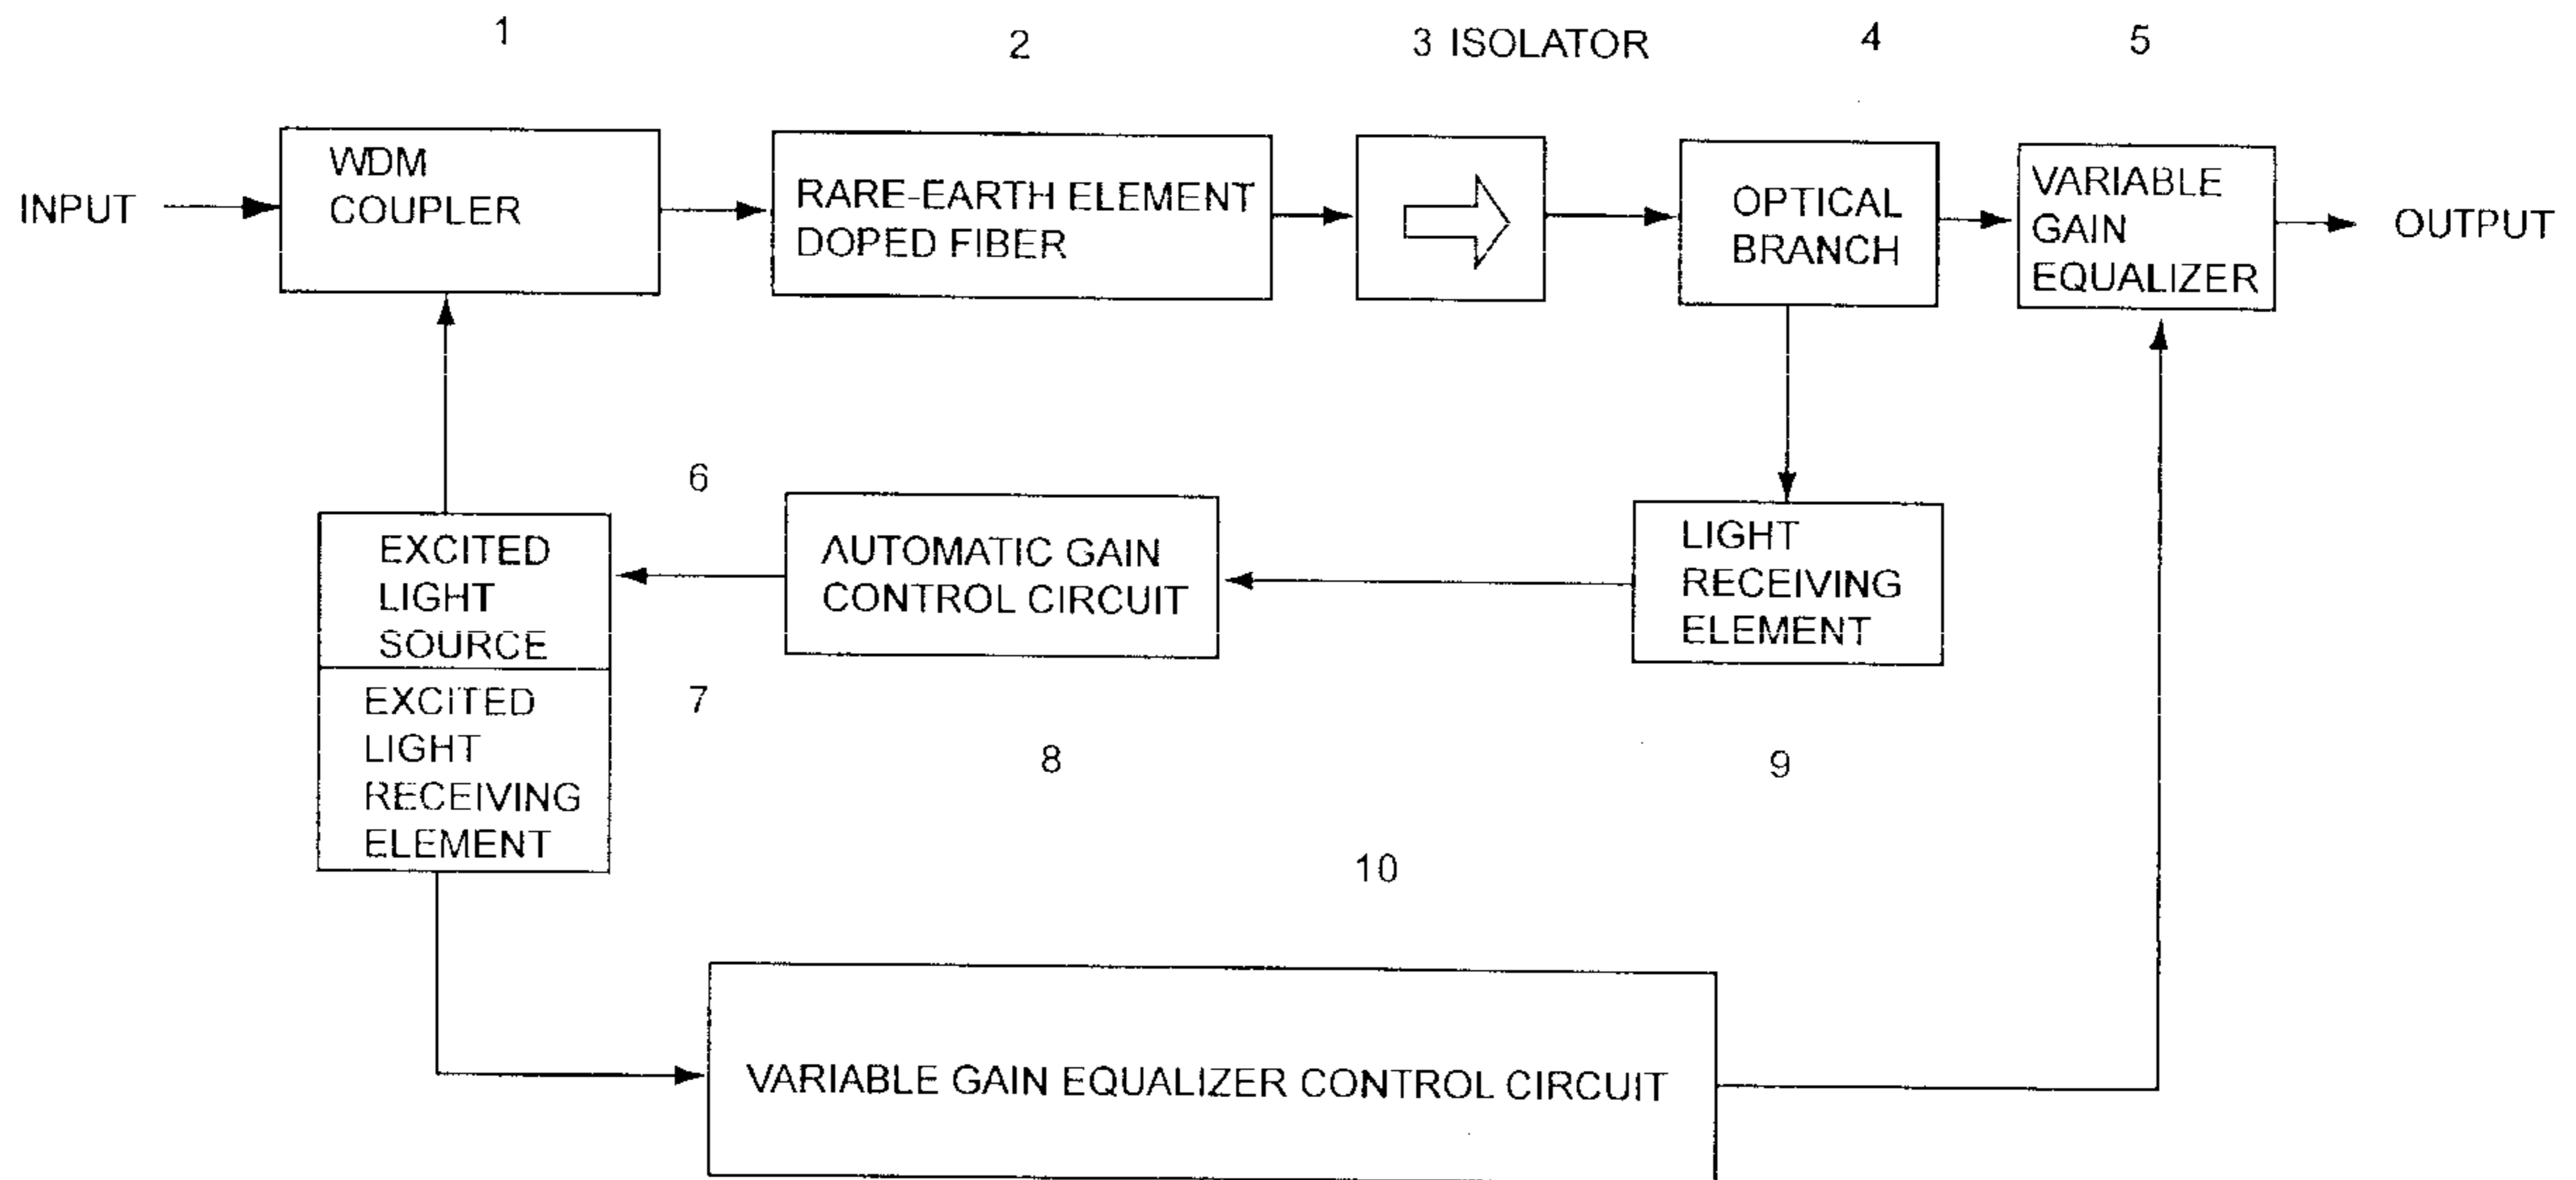 1
2
3 ISOLATOR
4
5
INPUT
WDM
COUPLER
RARE-EARTH ELEMENT
DOPED FIBER
OPTICAL
BRANCH
VARIABLE
GAIN
EQUALIZER
OUTPUT
6
EXCITED
LIGHT
SOURCE
AUTOMATIC GAIN
CONTROL CIRCUIT
LIGHT
RECEIVING
ELEMENT
EXCITED
LIGHT
RECEIVING
ELEMENT
7
8
9
10
VARIABLE GAIN EQUALIZER CONTROL CIRCUIT